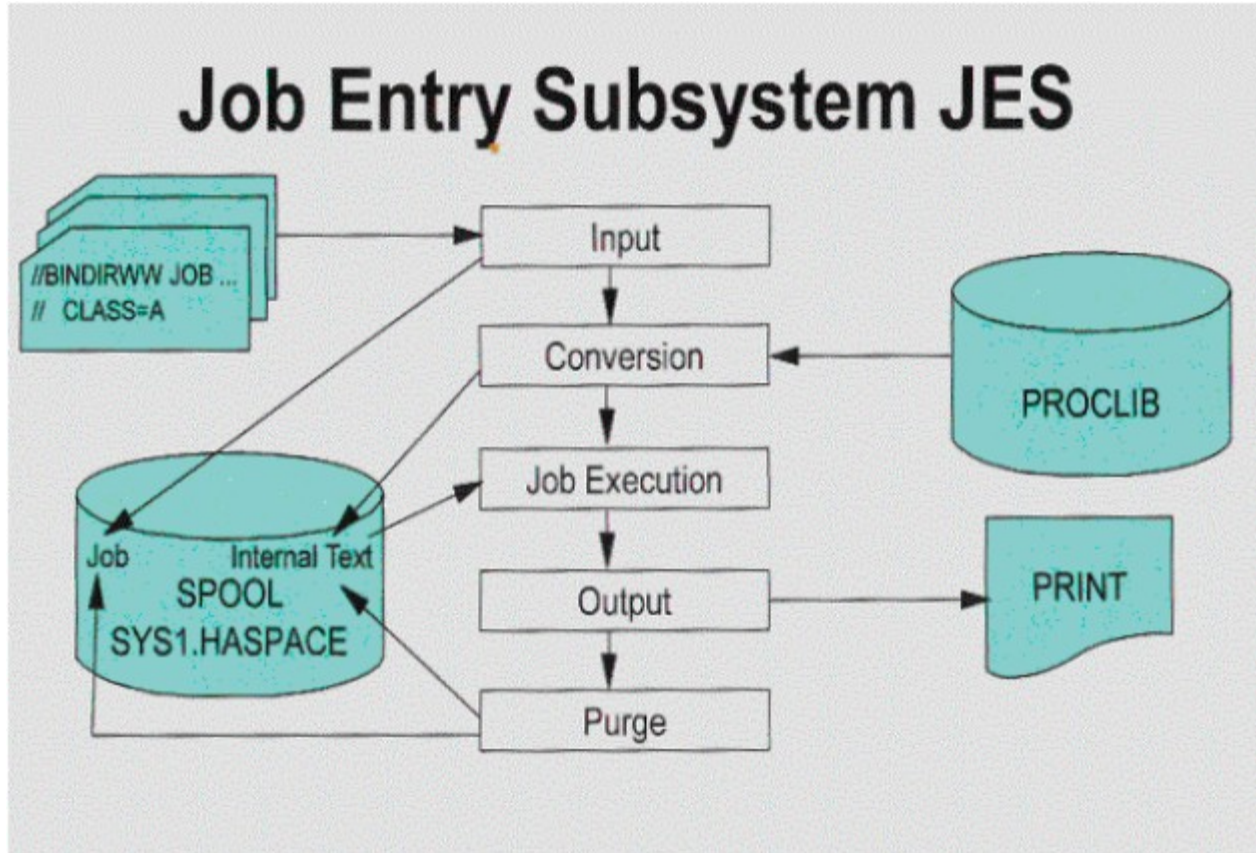 Job Entry Subsystem JES
//BINDIRWW JOB ...
// CLASS=A
Input
Conversion
PROCLIB
Job Execution
Job
Internal Text
SPOOL
SYS1.HASPACE
Output
PRINT
Purge